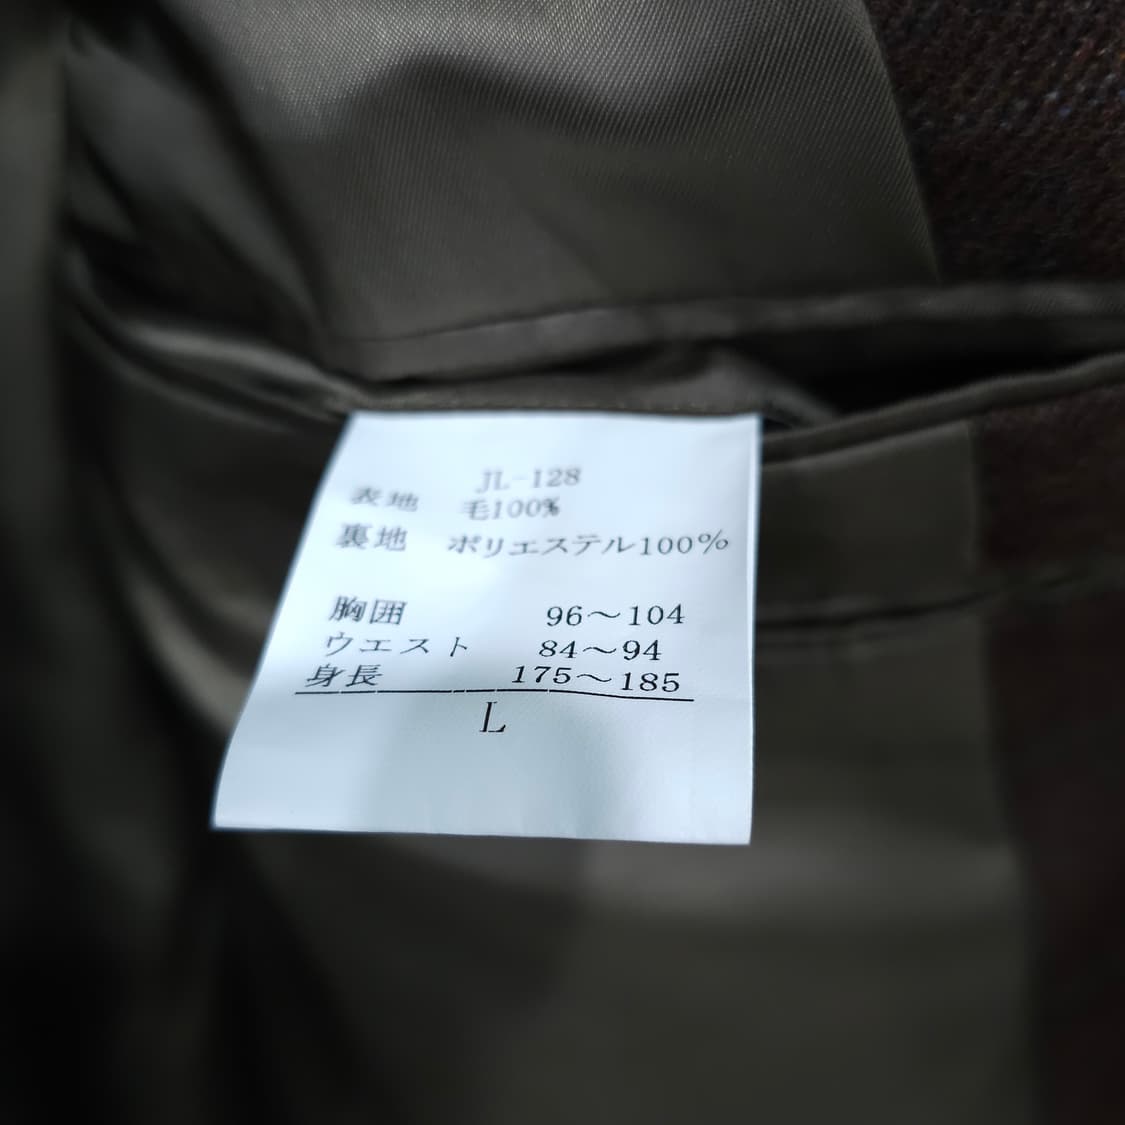 JL-128
表地 毛100%
裏地 ポリエステル100%
胸囲 96〜104
ウエスト 84〜94
身長 175〜185
L